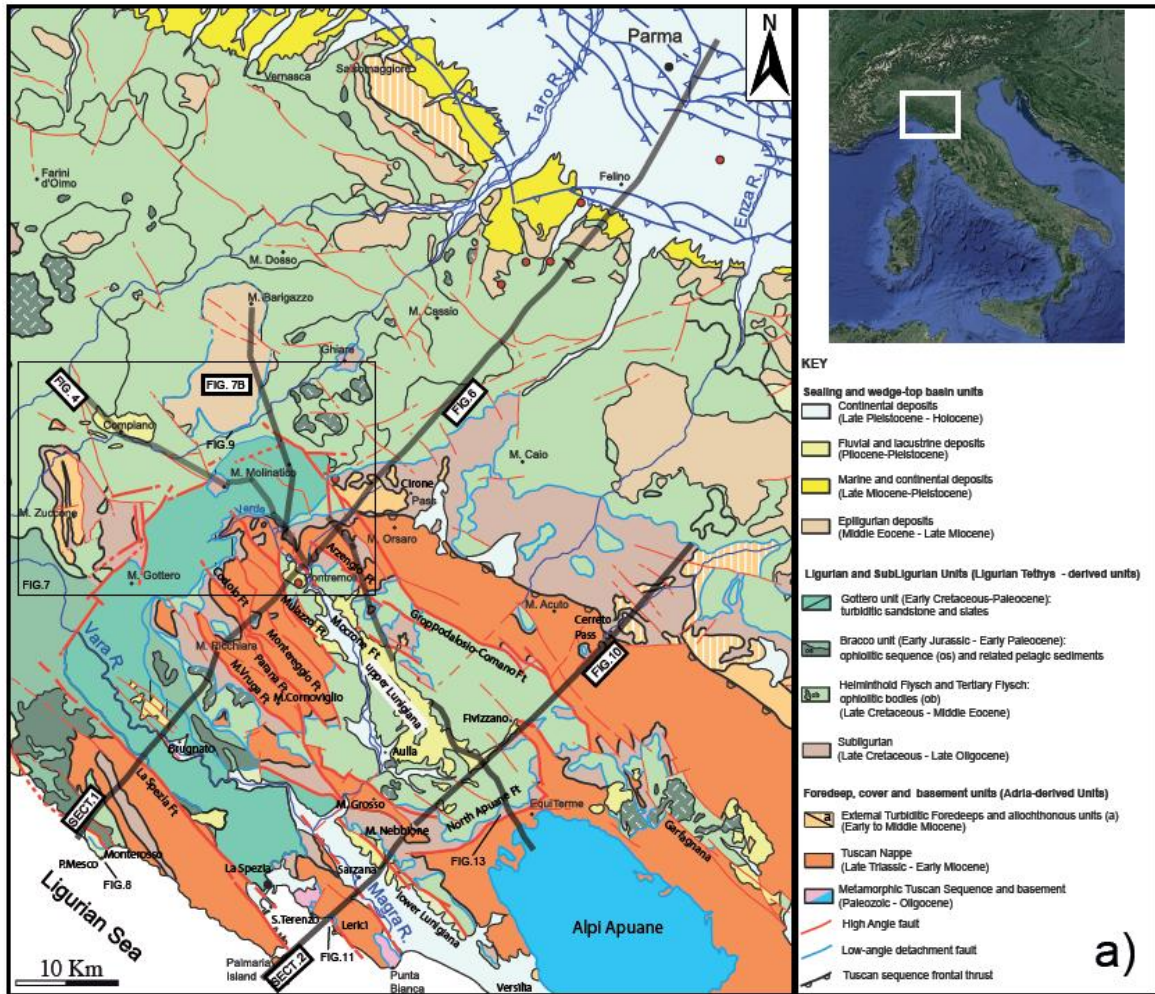 N
Parma
Vernasca
Salsomaggiore
Taro R.
Farini
d'Olmo
Felino
Enza R.
M. Dosso
M. Barigazzo
M. Cassio
Ghiare
FIG. 4
FIG. 7B
FIG.6
Compiano
FIG.9
M. Molinatico
M. Caio
Cirone
Pass
M. Zuccone
Verde
M. Orsaro
Arzengio Ft
FIG.7
M. Gottero
Pontremoli
Codolo Ft
Mulazzo Ft
Mocrone Ft
Groppodalosio-Comano Ft
M. Acuto
Cerreto
Pass
FIG.10
Vara R.
M. Ricchiara
Montereggio Ft
Parana Ft
M.Vruga Ft
M.Cornoviglio
upper Lunigiana
Fivizzano
Brugnato
Aulla
La Spezia Ft
SECT.1
M. Grosso
North Apuane Ft
EquiTerme
M. Nebbione
Garfagnana
P.Mesco
Monterosso
FIG.8
La Spezia
Sarzana
FIG.13
Ligurian Sea
Magra R.
lower Lunigiana
S.Terenzo
Lerici
Alpi Apuane
Palmaria
Island
SECT.2
FIG.11
Punta
Bianca
Versilia
10 Km
KEY
Sealing and wedge-top basin units
Continental deposits
(Late Pleistocene - Holocene)
Fluvial and lacustrine deposits
(Pliocene-Pleistocene)
Marine and continental deposits
(Late Miocene-Pleistocene)
Epiligurian deposits
(Middle Eocene - Late Miocene)
Ligurian and SubLigurian Units (Ligurian Tethys - derived units)
Gottero unit (Early Cretaceous-Paleocene):
turbiditic sandstone and slates
os
Bracco unit (Early Jurassic - Early Paleocene):
ophiolitic sequence (os) and related pelagic sediments
ob
Helminthoid Flysch and Tertiary Flysch:
ophiolitic bodies (ob)
(Late Cretaceous - Middle Eocene)
Subligurian
(Late Cretaceous - Late Oligocene)
Foredeep, cover and basement units (Adria-derived Units)
a
External Turbiditic Foredeeps and allochthonous units (a)
(Early to Middle Miocene)
Tuscan Nappe
(Late Triassic - Early Miocene)
Metamorphic Tuscan Sequence and basement
(Paleozoic - Oligocene)
High Angle fault
Low-angle detachment fault
Tuscan sequence frontal thrust
a)